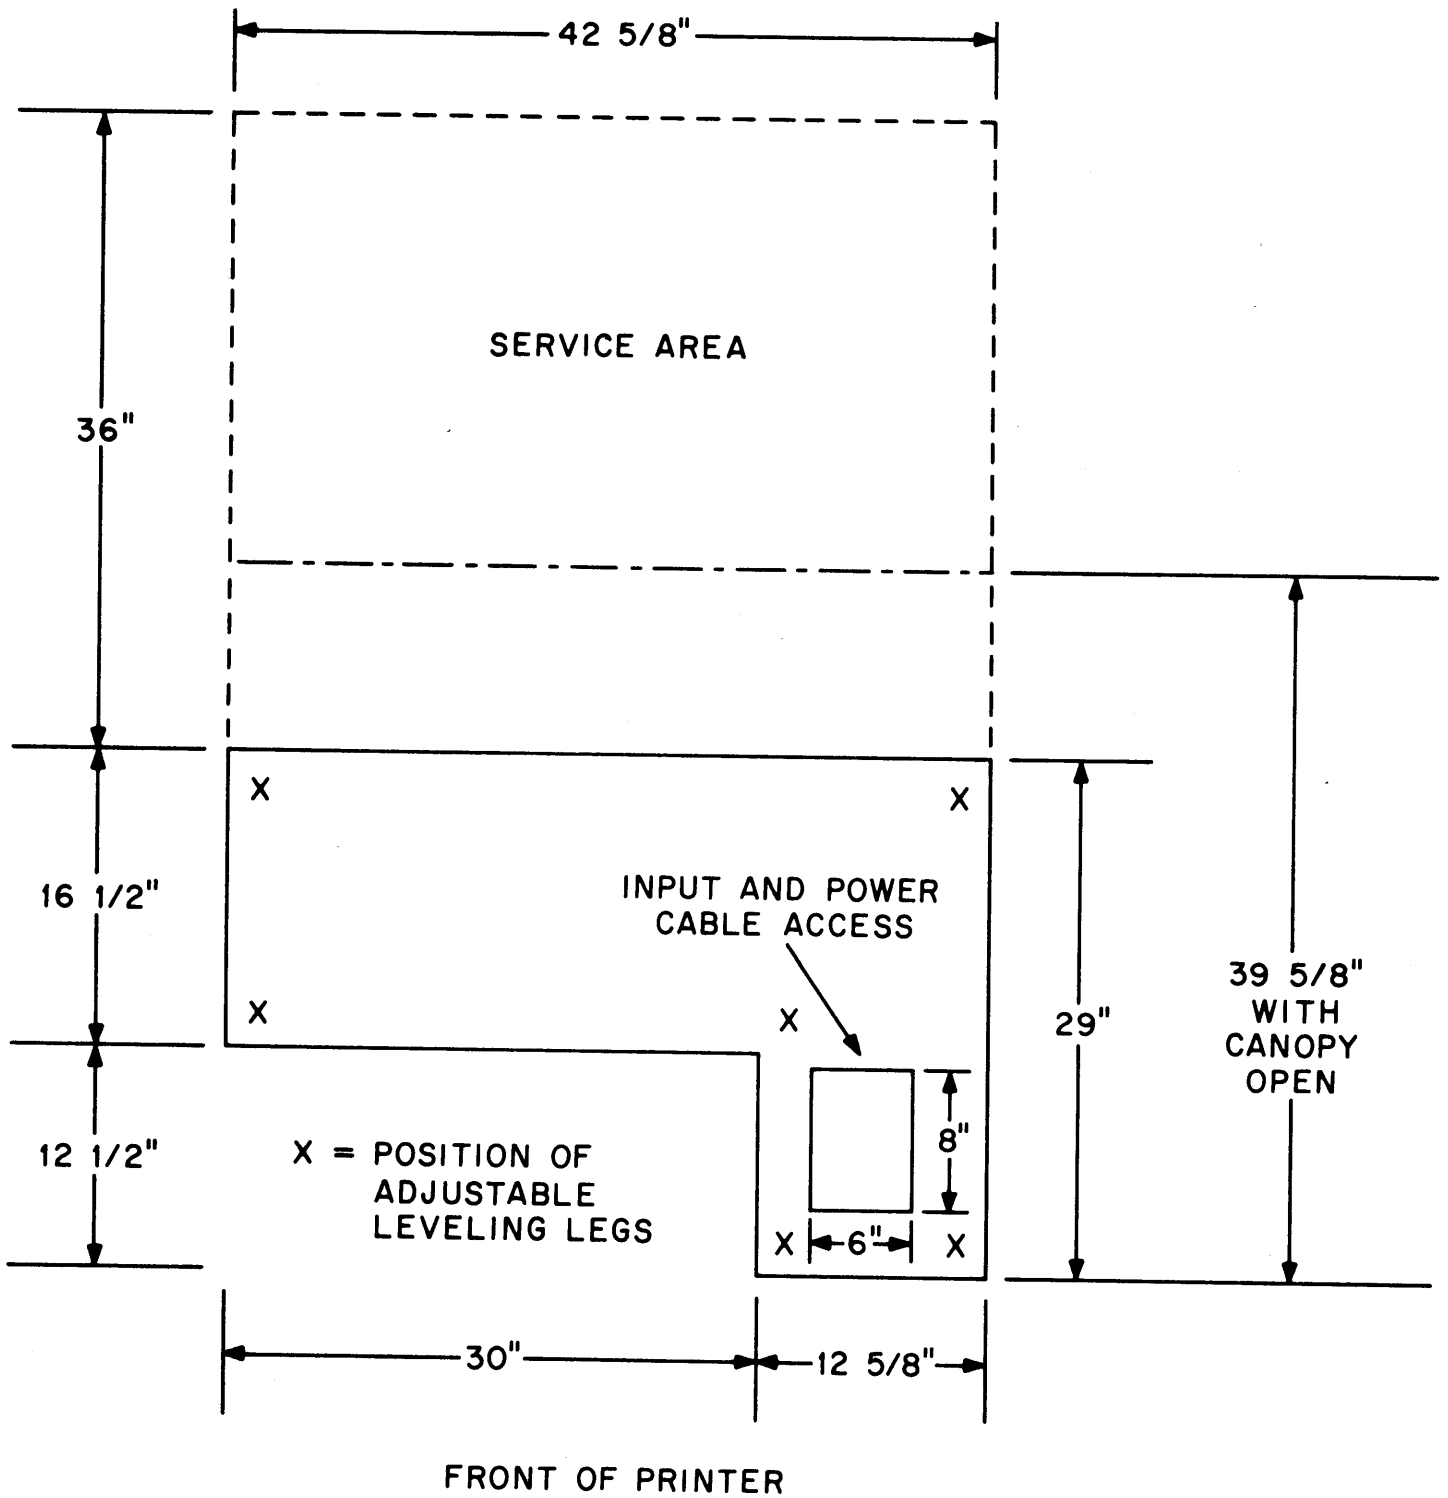 42 5/8"
SERVICE AREA
36"
16 1/2"
INPUT AND POWER
CABLE ACCESS
X
X
X
X
29"
39 5/8"
WITH
CANOPY
OPEN
12 1/2"
X = POSITION OF
ADJUSTABLE
LEVELING LEGS
8"
X
6"
X
30"
12 5/8"
FRONT OF PRINTER